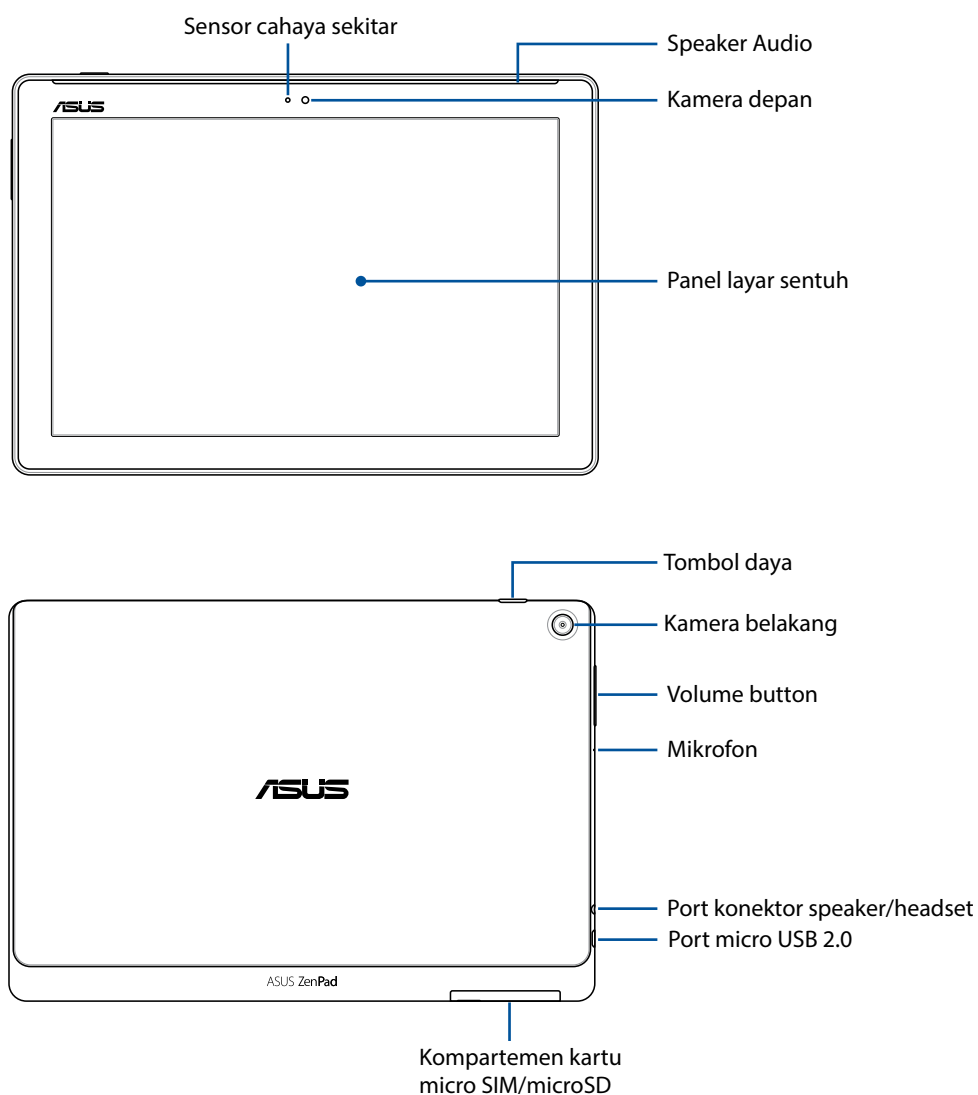 Sensor cahaya sekitar
Speaker Audio
Kamera depan
ASUS
Panel layar sentuh
Tombol daya
Kamera belakang
Volume button
Mikrofon
ASUS
Port konektor speaker/headset
Port micro USB 2.0
ASUS ZenPad
Kompartemen kartu
micro SIM/microSD